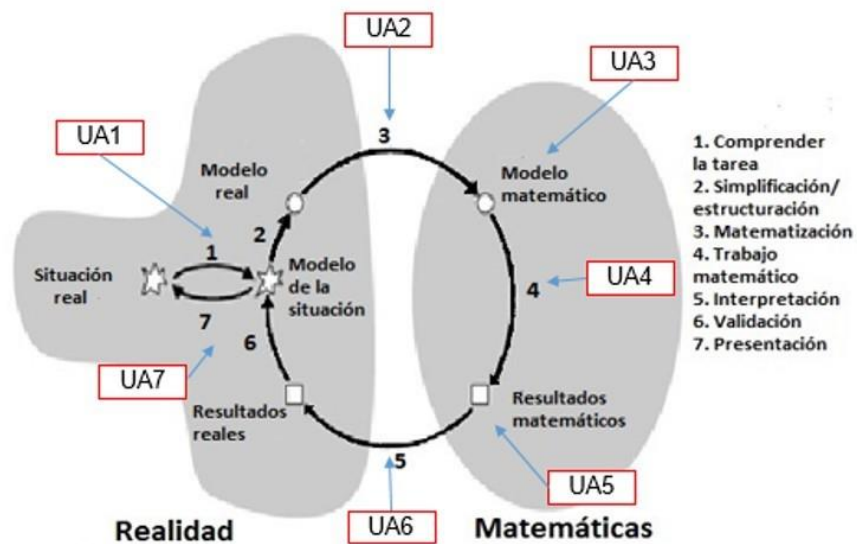 UA2
UA3
UA1
3
Modelo
real
Modelo
matemático
1. Comprender
la tarea
2. Simplificación/
estructuración
3. Matematización
4. Trabajo
matemático
5. Interpretación
6. Validación
7. Presentación
2
1
Situación
real
Modelo
de la
situación
4
UA4
7
6
UA7
Resultados
reales
Resultados
matemáticos
5
UA5
UA6
Realidad
Matemáticas